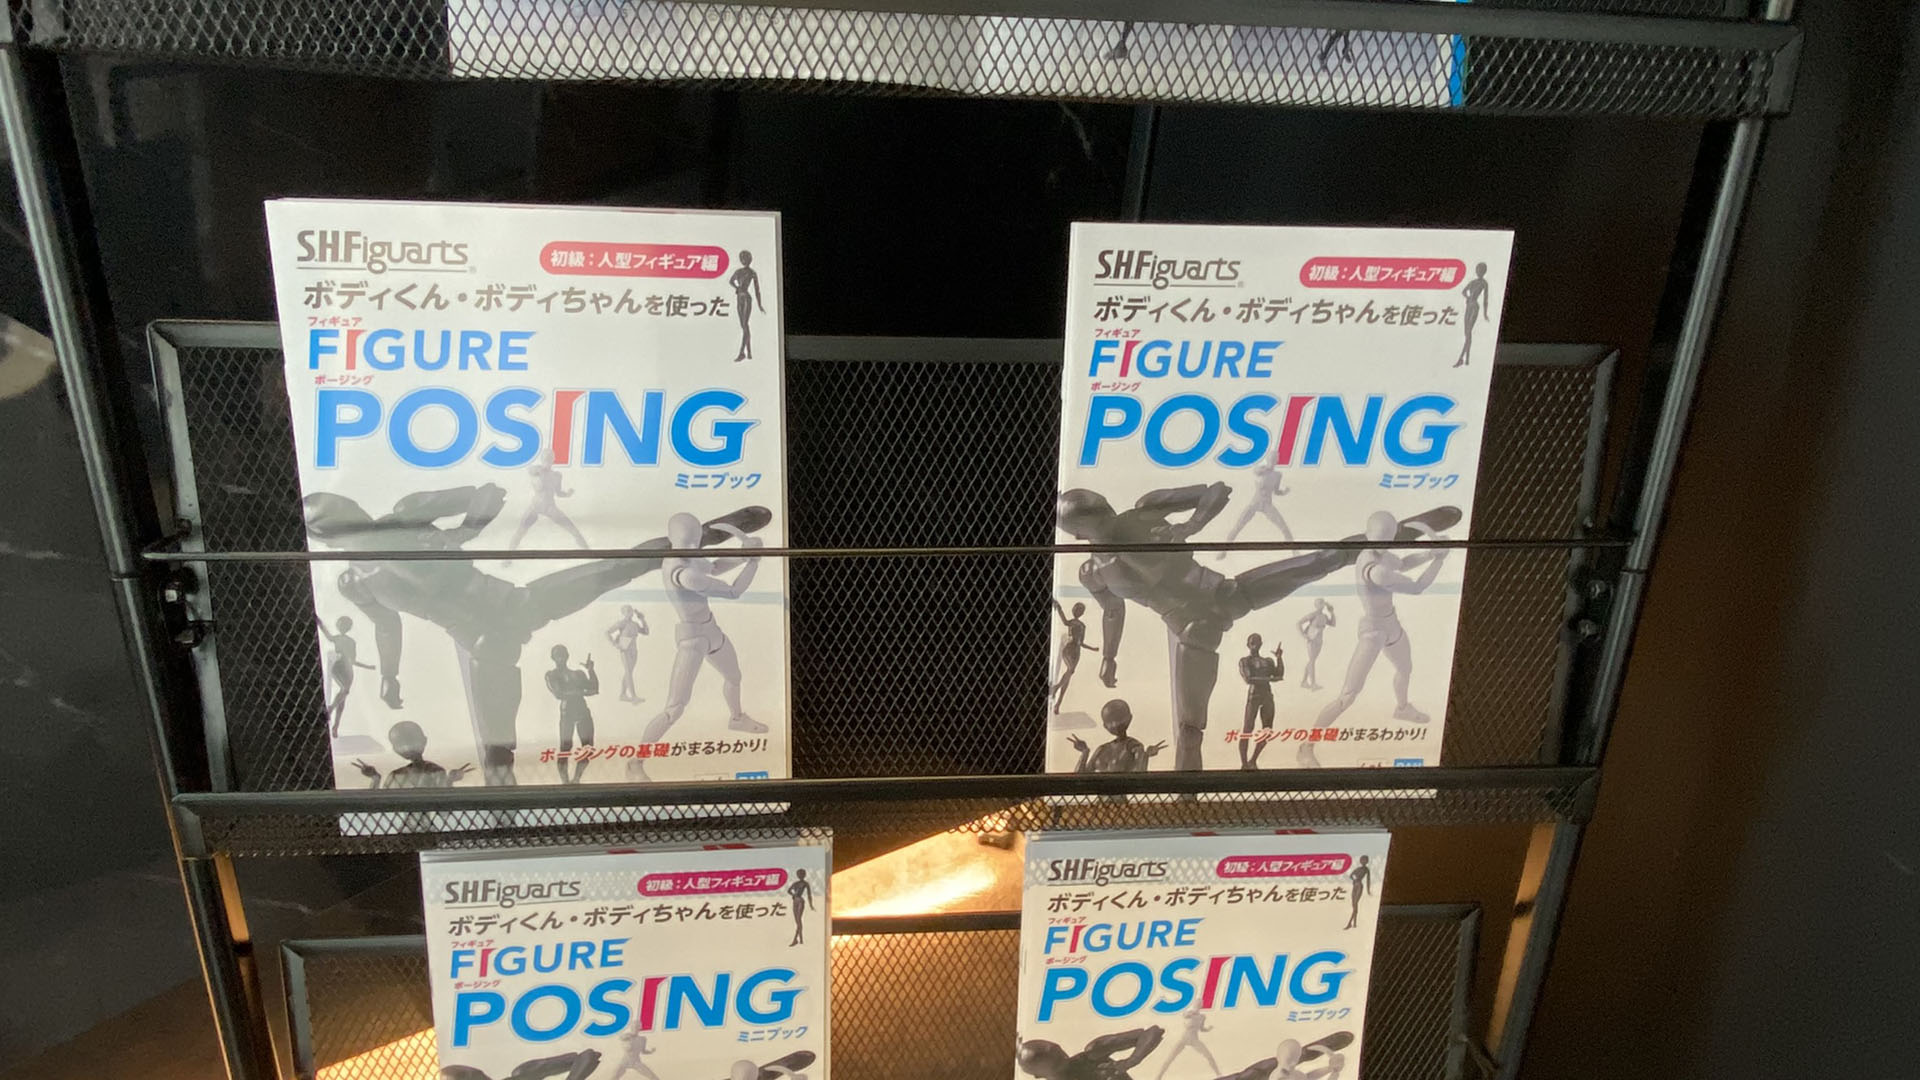 S.H.Figuarts
初級：人型フィギュア編
ボディくん・ボディちゃんを使った
フィギュア
FIGURE
ポージング
POSING
ミニブック
ポージングの基礎がまるわかり！
S.H.Figuarts
初級：人型フィギュア編
ボディくん・ボディちゃんを使った
フィギュア
FIGURE
ポージング
POSING
ミニブック
ポージングの基礎がまるわかり！
S.H.Figuarts
初級：人型フィギュア編
ボディくん・ボディちゃんを使った
フィギュア
FIGURE
ポージング
POSING
ミニブック
S.H.Figuarts
初級：人型フィギュア編
ボディくん・ボディちゃんを使った
フィギュア
FIGURE
ポージング
POSING
ミニブック